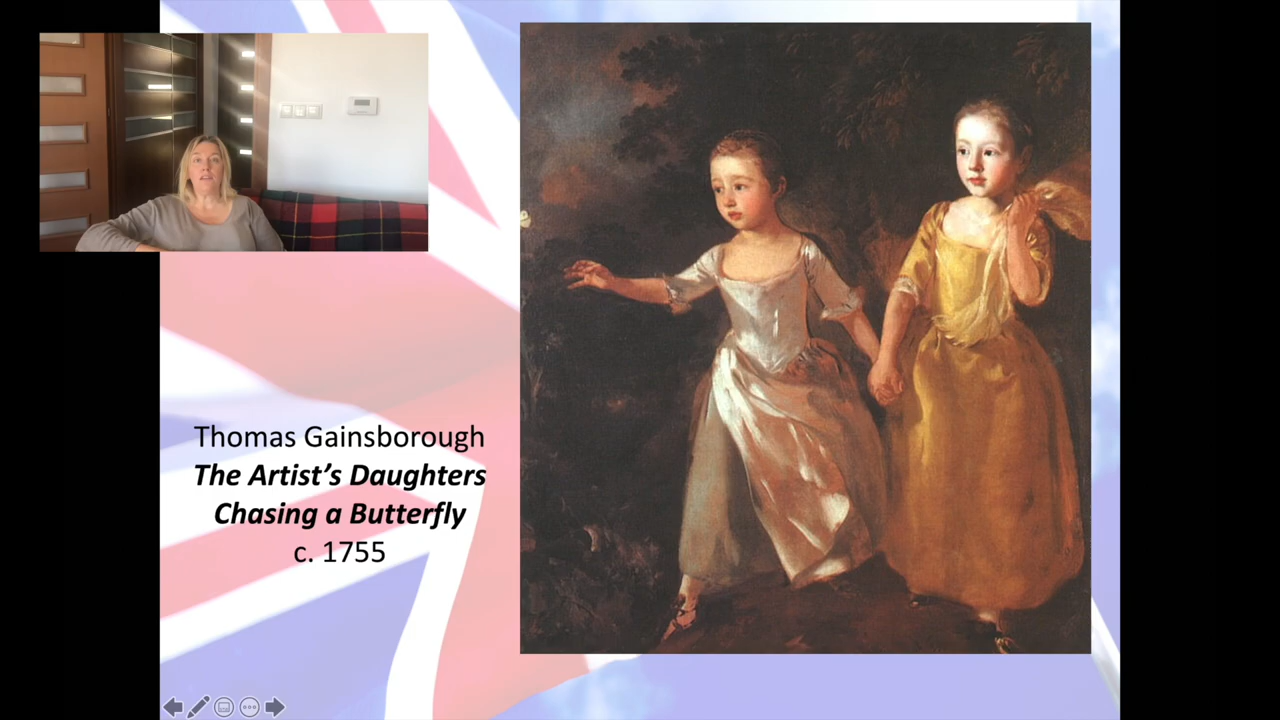 Thomas Gainsborough
The Artist’s Daughters
Chasing a Butterfly
c. 1755